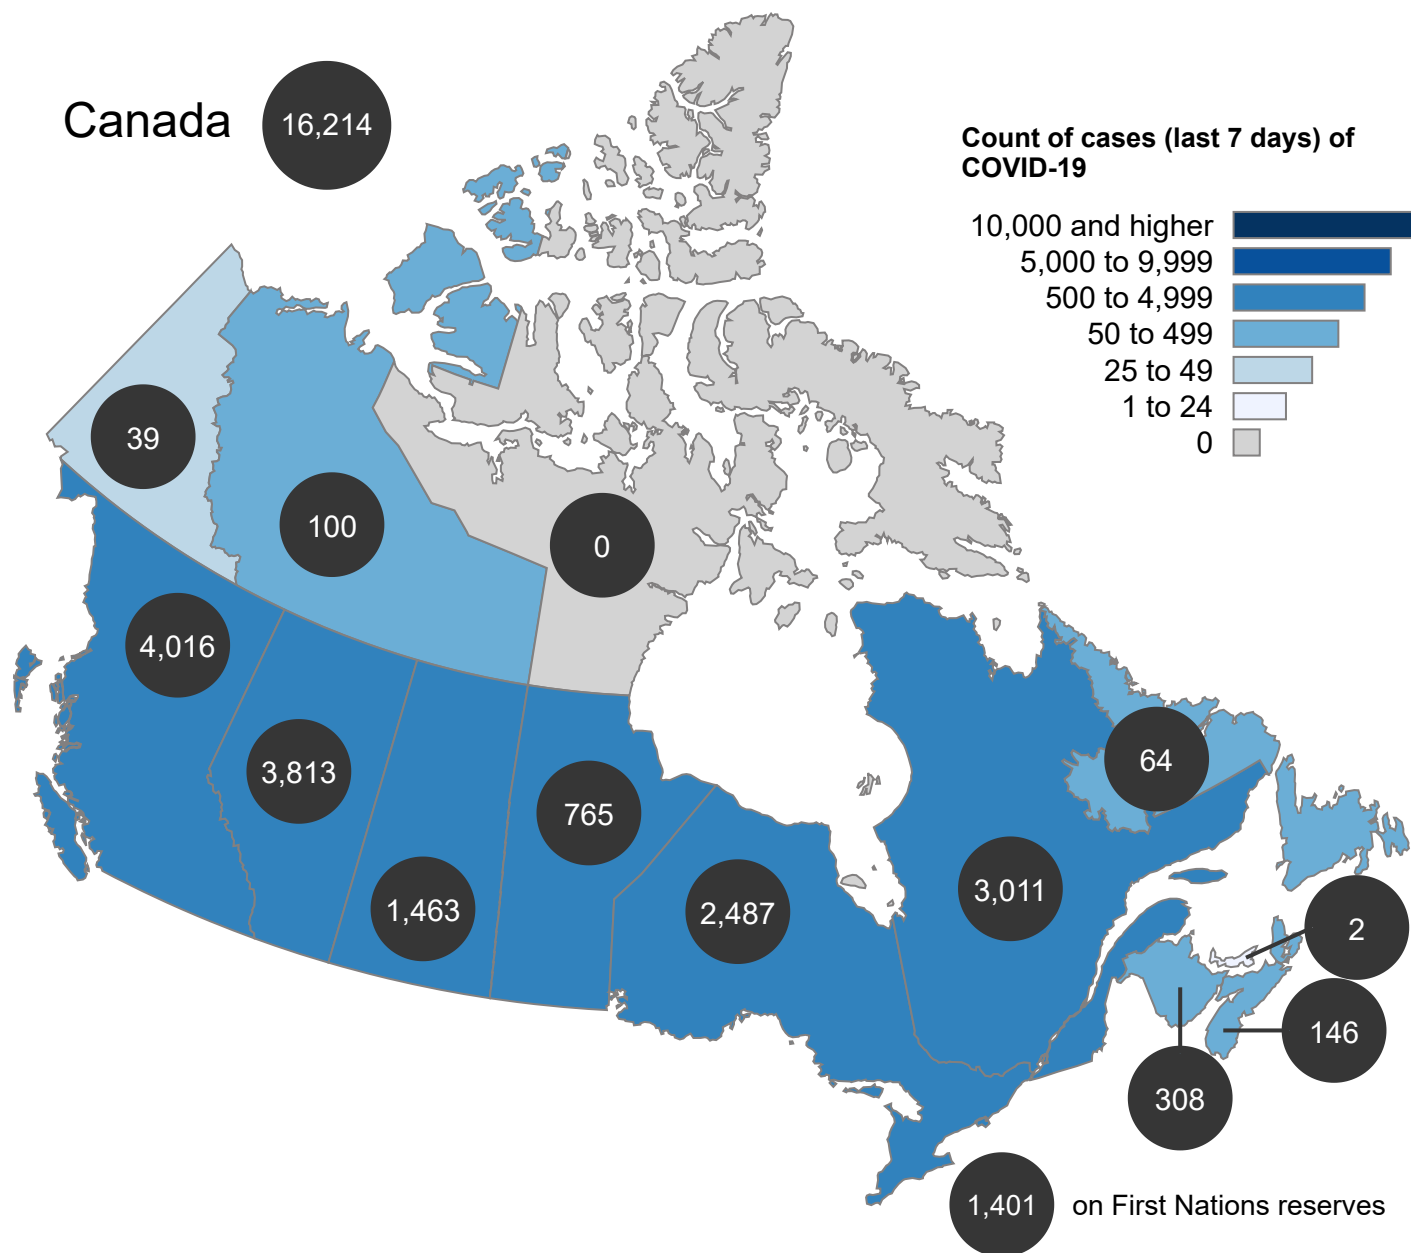 Canada
16,214
Count of cases (last 7 days) of
COVID-19
10,000 and higher
5,000 to 9,999
500 to 4,999
50 to 499
25 to 49
1 to 24
0
39
100
0
4,016
3,813
1,463
765
2,487
3,011
64
2
146
308
1,401 on First Nations reserves